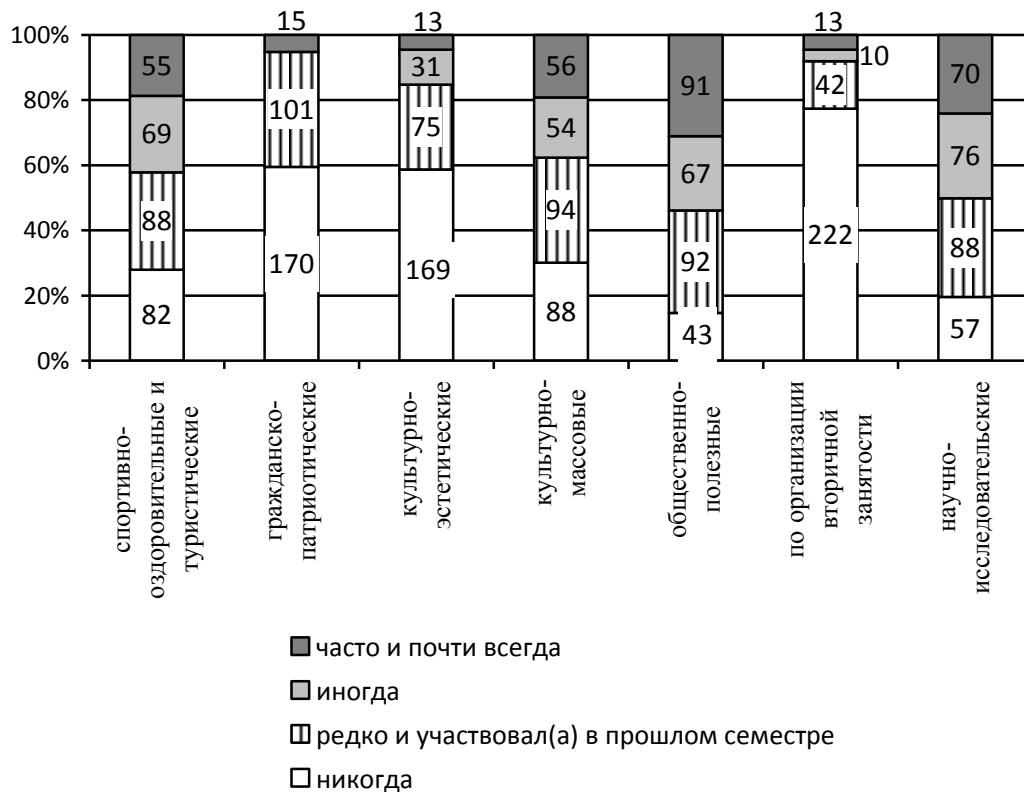 15
13
13
100%
80%
60%
40%
20%
0%
55
69
88
82
101
170
31
75
169
56
54
94
88
91
67
92
43
10
42
222
70
76
88
57
спортивно-
оздоровительные и
туристические
гражданско-
патриотические
культурно-
эстетические
культурно-
массовые
общественно-
полезные
по организации
вторичной
занятости
научно-
исследовательские
часто и почти всегда
иногда
редко и участвовал(а) в прошлом семестре
никогда